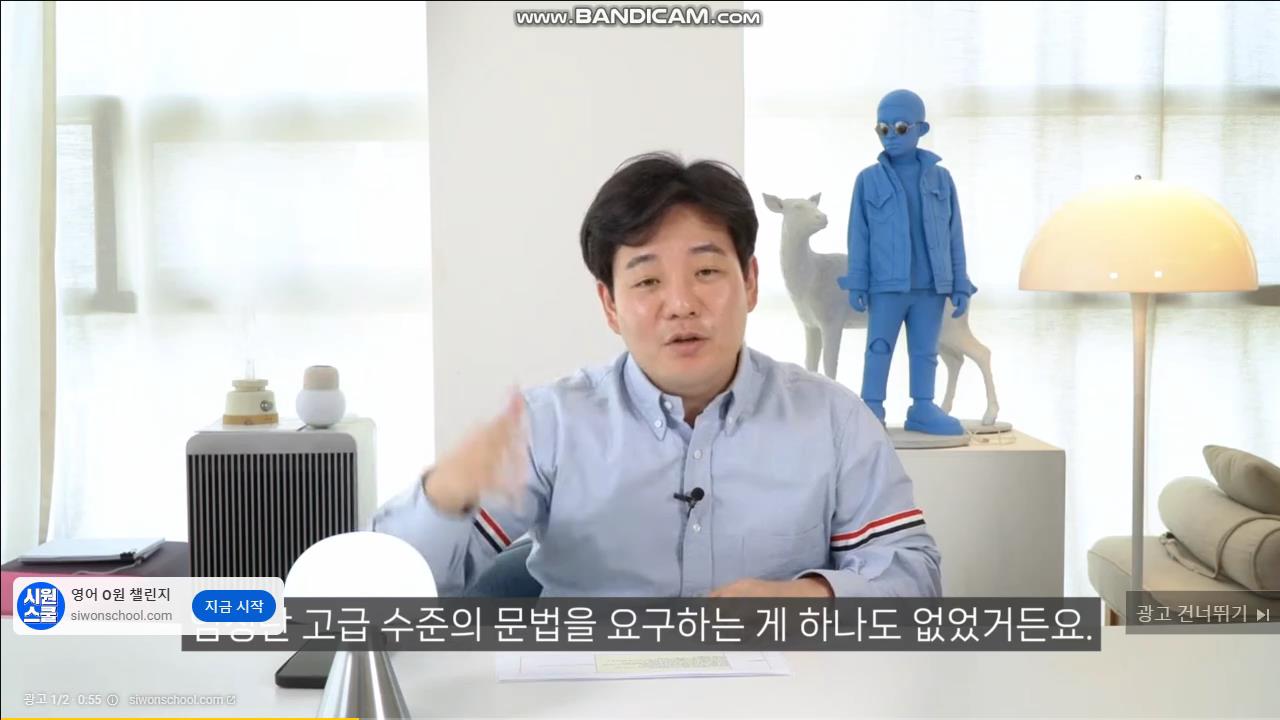 www.BANDICAM.com
시원
스쿨
영어 0원 챌린지
siwonschool.com
지금 시작
고급 수준의 문법을 요구하는 게 하나도 없었거든요.
광고 건너뛰기
광고 1/2 · 0:55
siwonschool.com